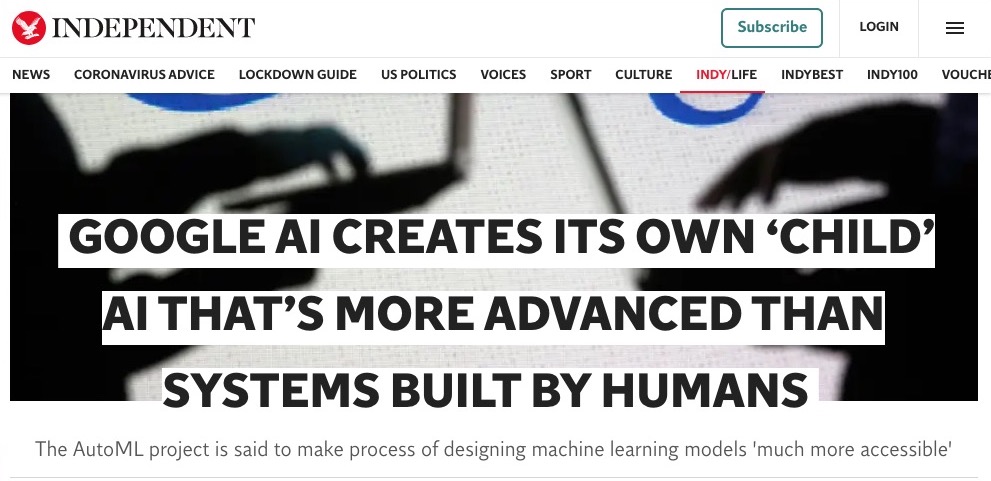 INDEPENDENT
Subscribe
LOGIN
NEWS CORONAVIRUS ADVICE LOCKDOWN GUIDE US POLITICS VOICES SPORT CULTURE INDY/LIFE INDYBEST INDY100 VOUCHE
GOOGLE AI CREATES ITS OWN ‘CHILD’
AI THAT’S MORE ADVANCED THAN
SYSTEMS BUILT BY HUMANS
The AutoML project is said to make process of designing machine learning models 'much more accessible'